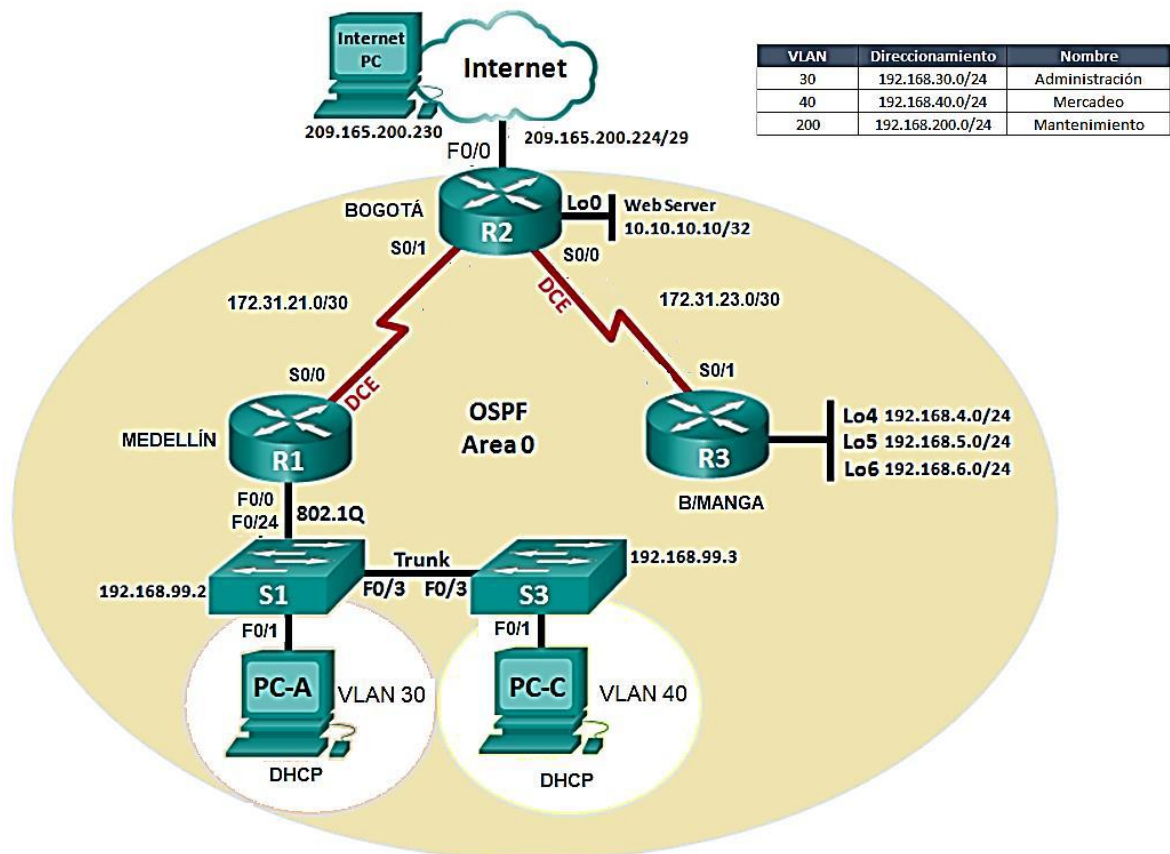 Internet
PC
Internet
209.165.200.230
209.165.200.224/29
F0/0
VLAN Direccionamiento Nombre
30 192.168.30.0/24 Administración
40 192.168.40.0/24 Mercadeo
200 192.168.200.0/24 Mantenimiento
BOGOTÁ
R2
Lo0
Web Server
10.10.10.10/32
S0/1
S0/0
DCE
172.31.21.0/30
172.31.23.0/30
S0/0
DCE
S0/1
OSPF
Area 0
MEDELLÍN
R1
R3
B/MANGA
Lo4 192.168.4.0/24
Lo5 192.168.5.0/24
Lo6 192.168.6.0/24
F0/0
F0/24
802.1Q
Trunk
192.168.99.2
S1
F0/3
F0/3
S3
192.168.99.3
F0/1
F0/1
PC-A
VLAN 30
PC-C
VLAN 40
DHCP
DHCP